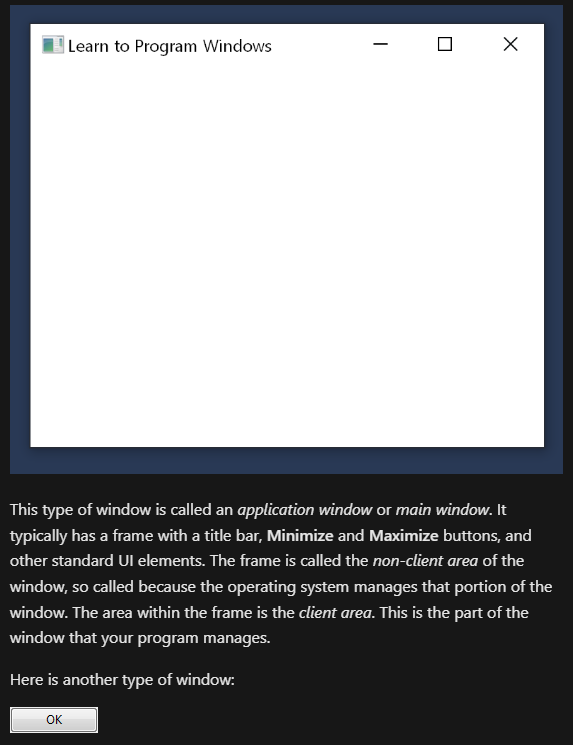 Learn to Program Windows
This type of window is called an application window or main window. It
typically has a frame with a title bar, Minimize and Maximize buttons, and
other standard UI elements. The frame is called the non-client area of the
window, so called because the operating system manages that portion of the
window. The area within the frame is the client area. This is the part of the
window that your program manages.
Here is another type of window:
OK